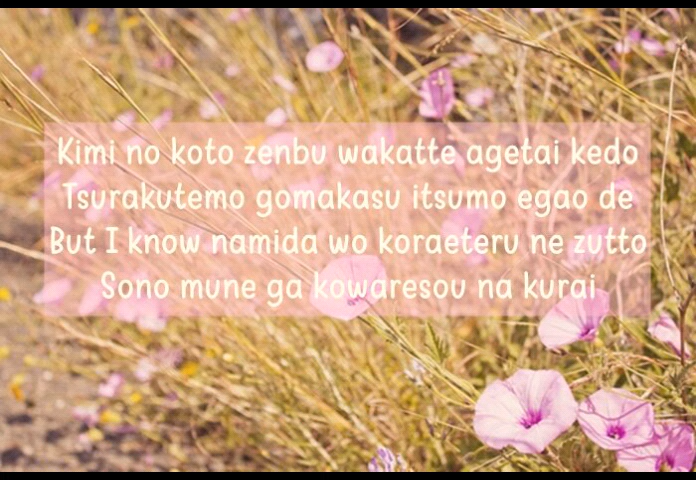 Kimi no koto zenbu wakatte agetai kedo
Tsurakutemo gomakasu itsumo egao de
But I know namida wo koraeteru ne zutto
Sono mune ga kowaresou na kurai